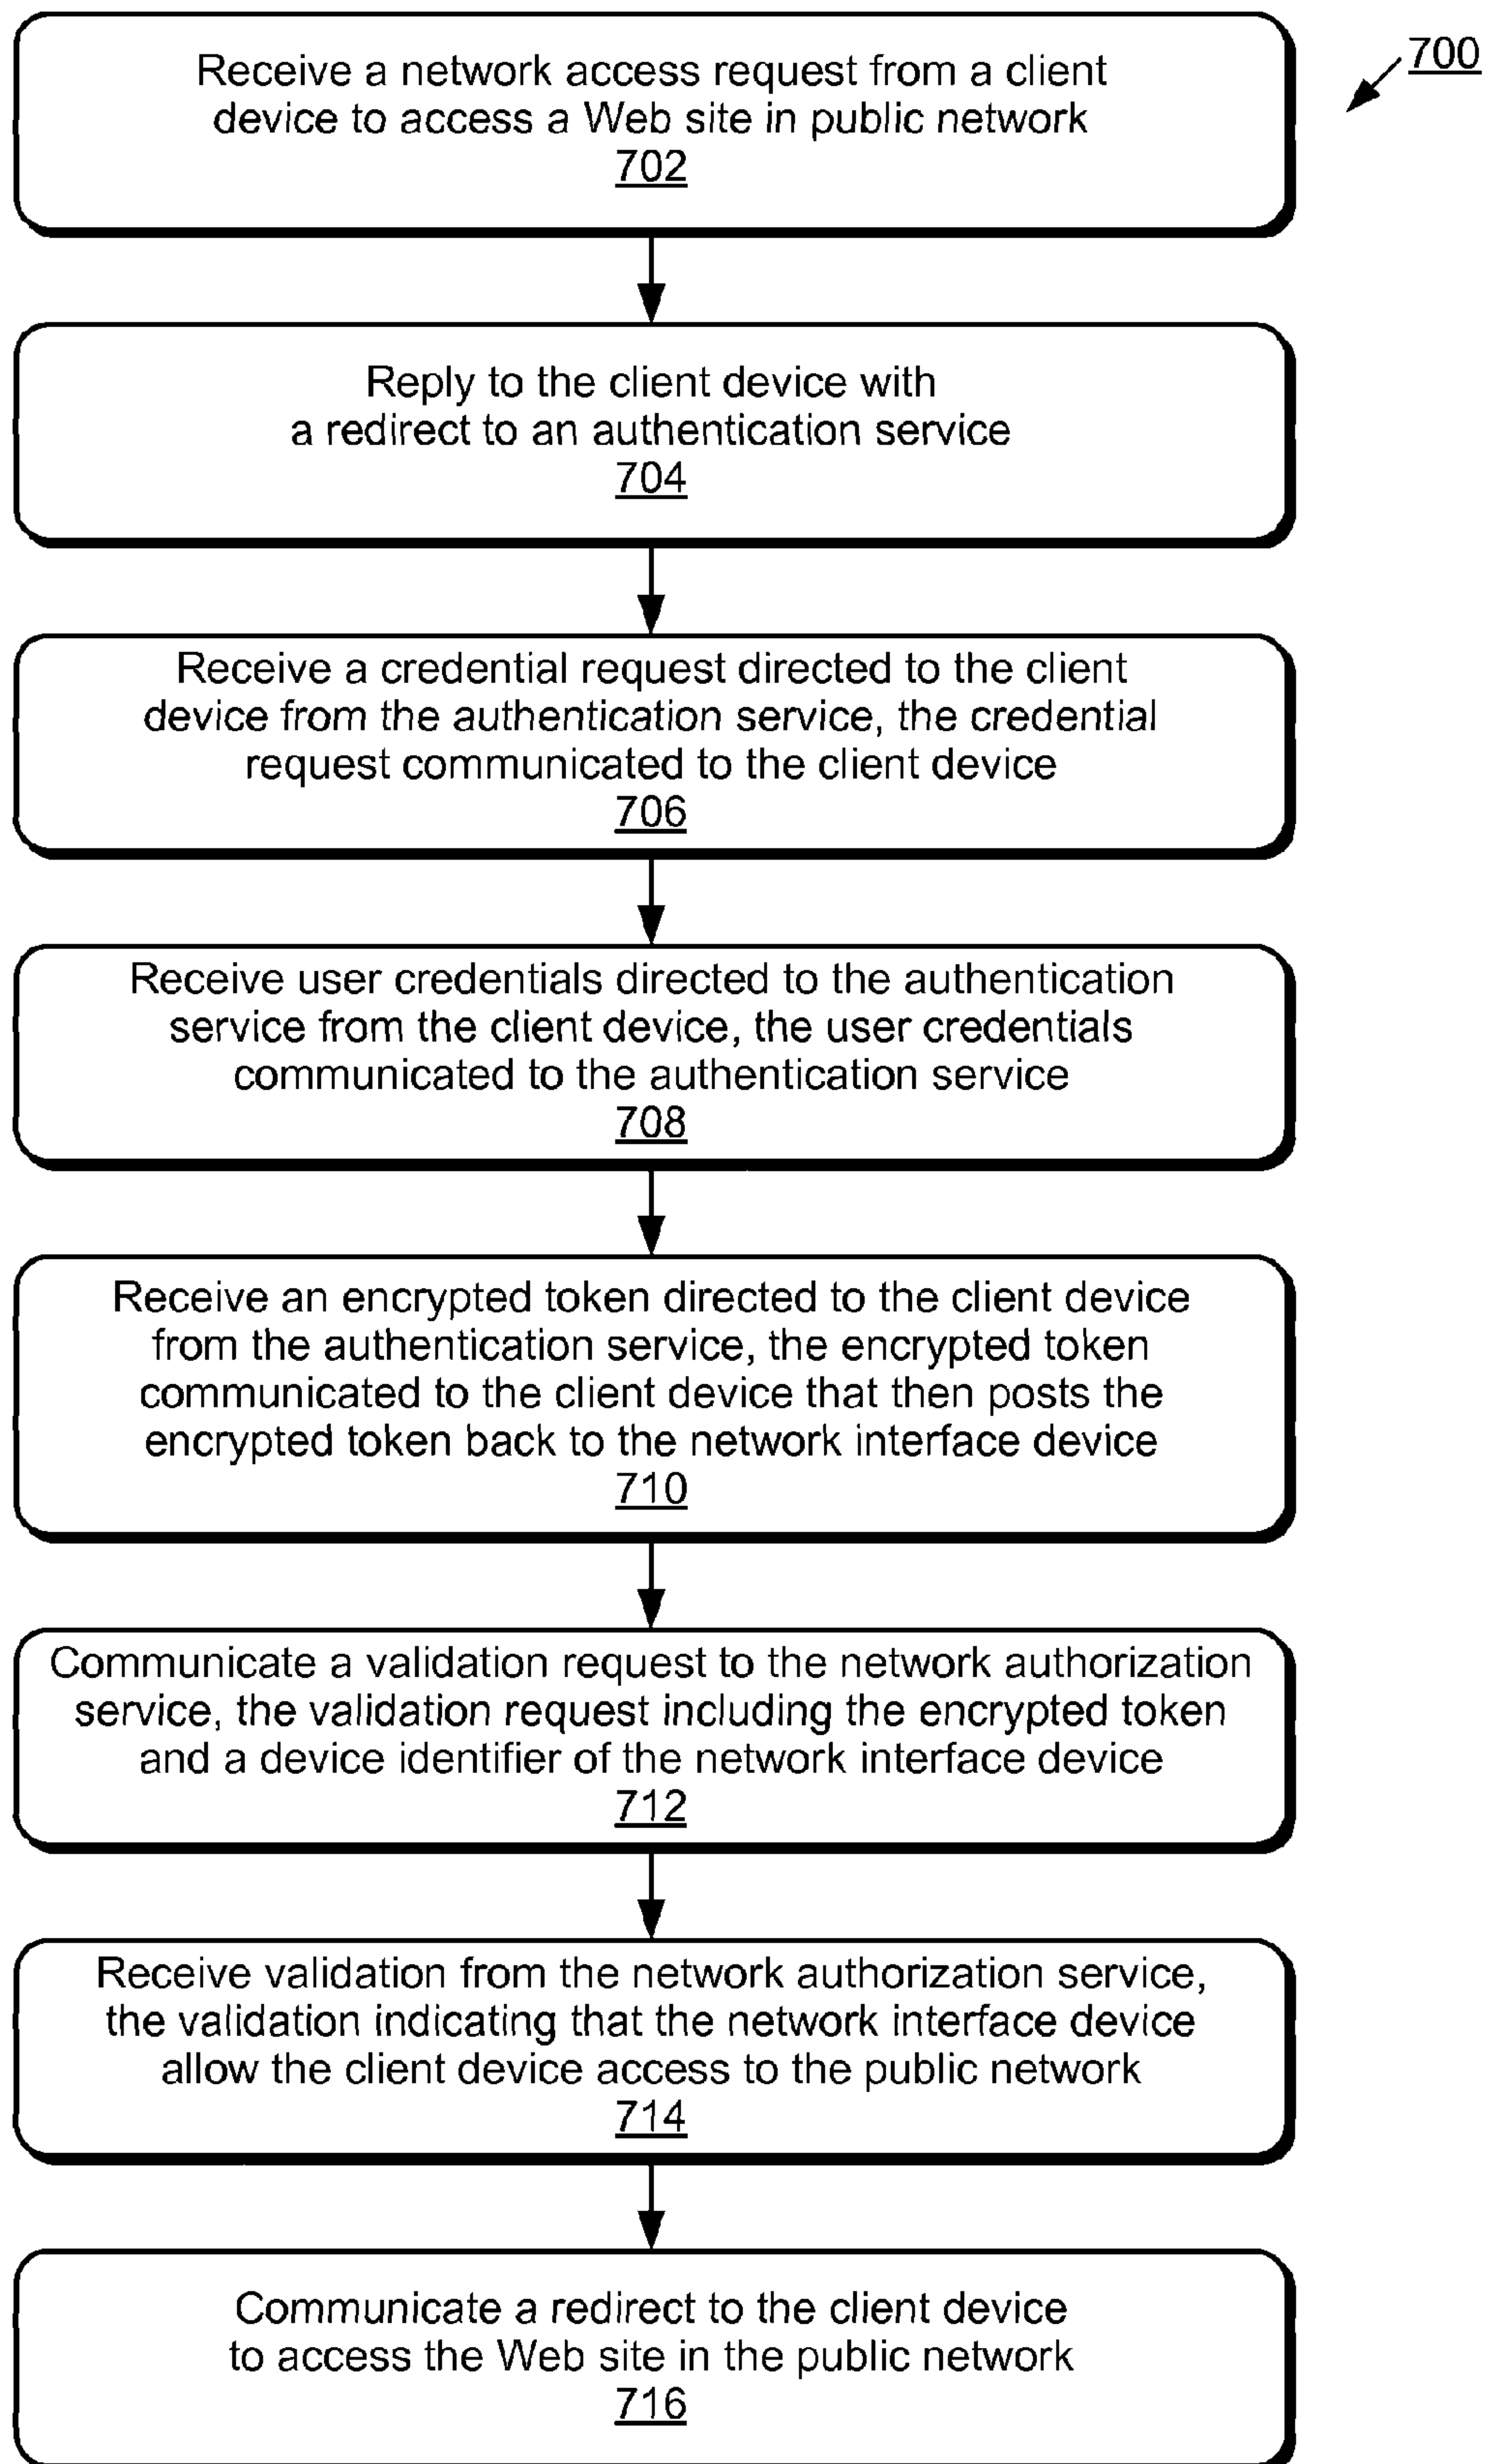 700
Receive a network access request from a client
device to access a Web site in public network
702
Reply to the client device with
a redirect to an authentication service
704
Receive a credential request directed to the client
device from the authentication service, the credential
request communicated to the client device
706
Receive user credentials directed to the authentication
service from the client device, the user credentials
communicated to the authentication service
708
Receive an encrypted token directed to the client device
from the authentication service, the encrypted token
communicated to the client device that then posts the
encrypted token back to the network interface device
710
Communicate a validation request to the network authorization
service, the validation request including the encrypted token
and a device identifier of the network interface device
712
Receive validation from the network authorization service,
the validation indicating that the network interface device
allow the client device access to the public network
714
Communicate a redirect to the client device
to access the Web site in the public network
716